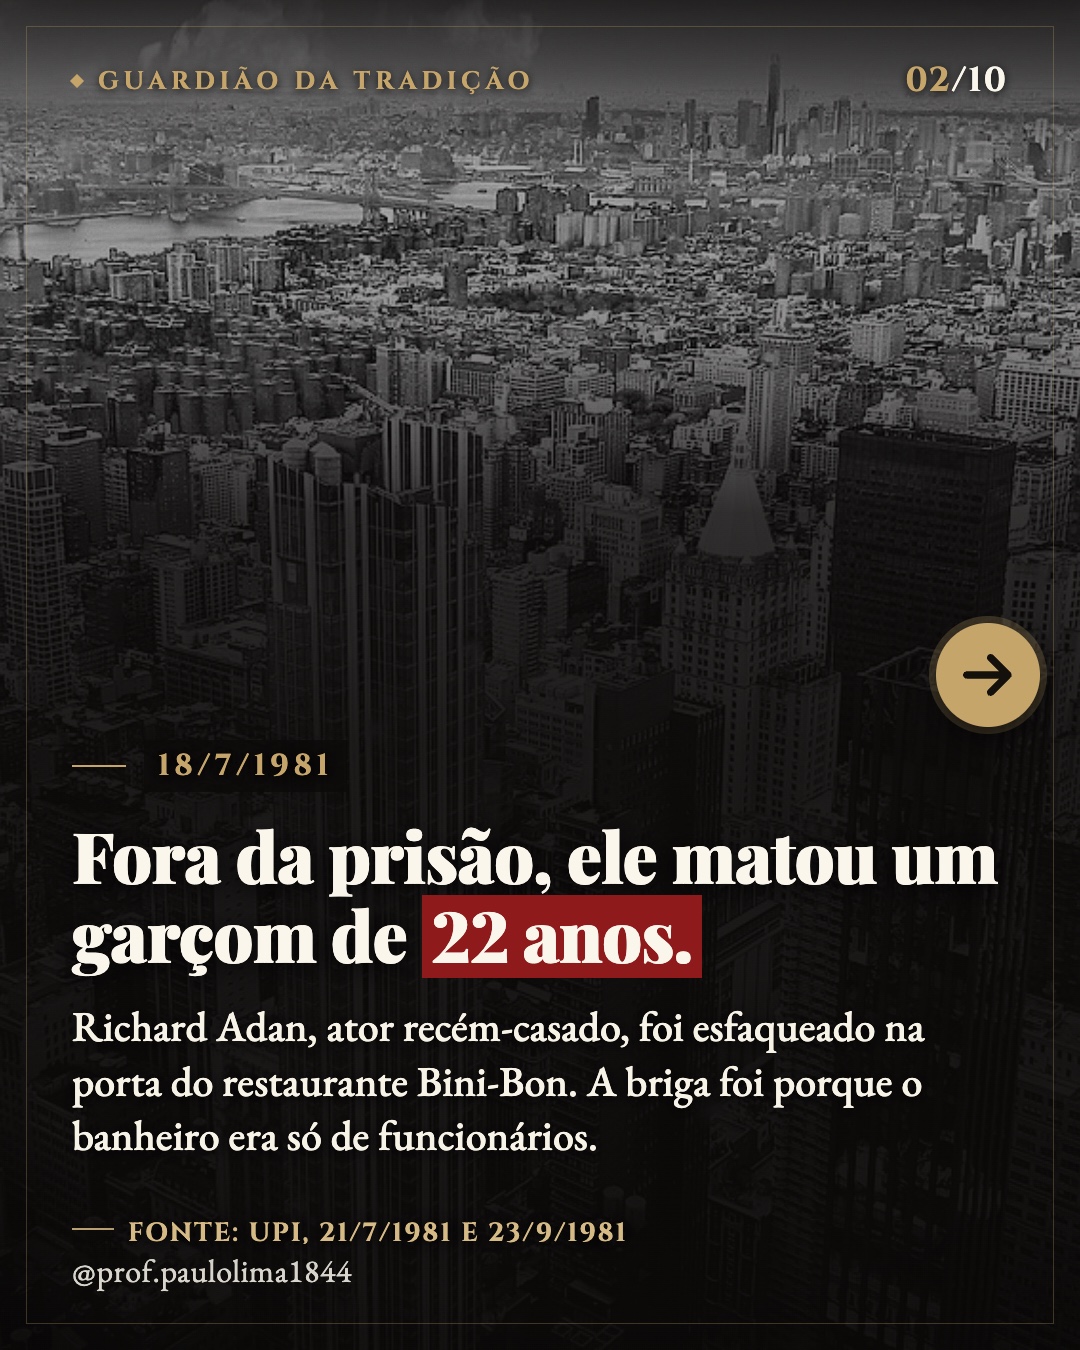 GUARDIÃO DA TRADIÇÃO
02/10
18/7/1981
Fora da prisão, ele matou um
garçom de 22 anos.
Richard Adan, ator recém-casado, foi esfaqueado na
porta do restaurante Bini-Bon. A briga foi porque o
banheiro era só de funcionários.
FONTE: UPI, 21/7/1981 E 23/9/1981
@prof.paulolima1844